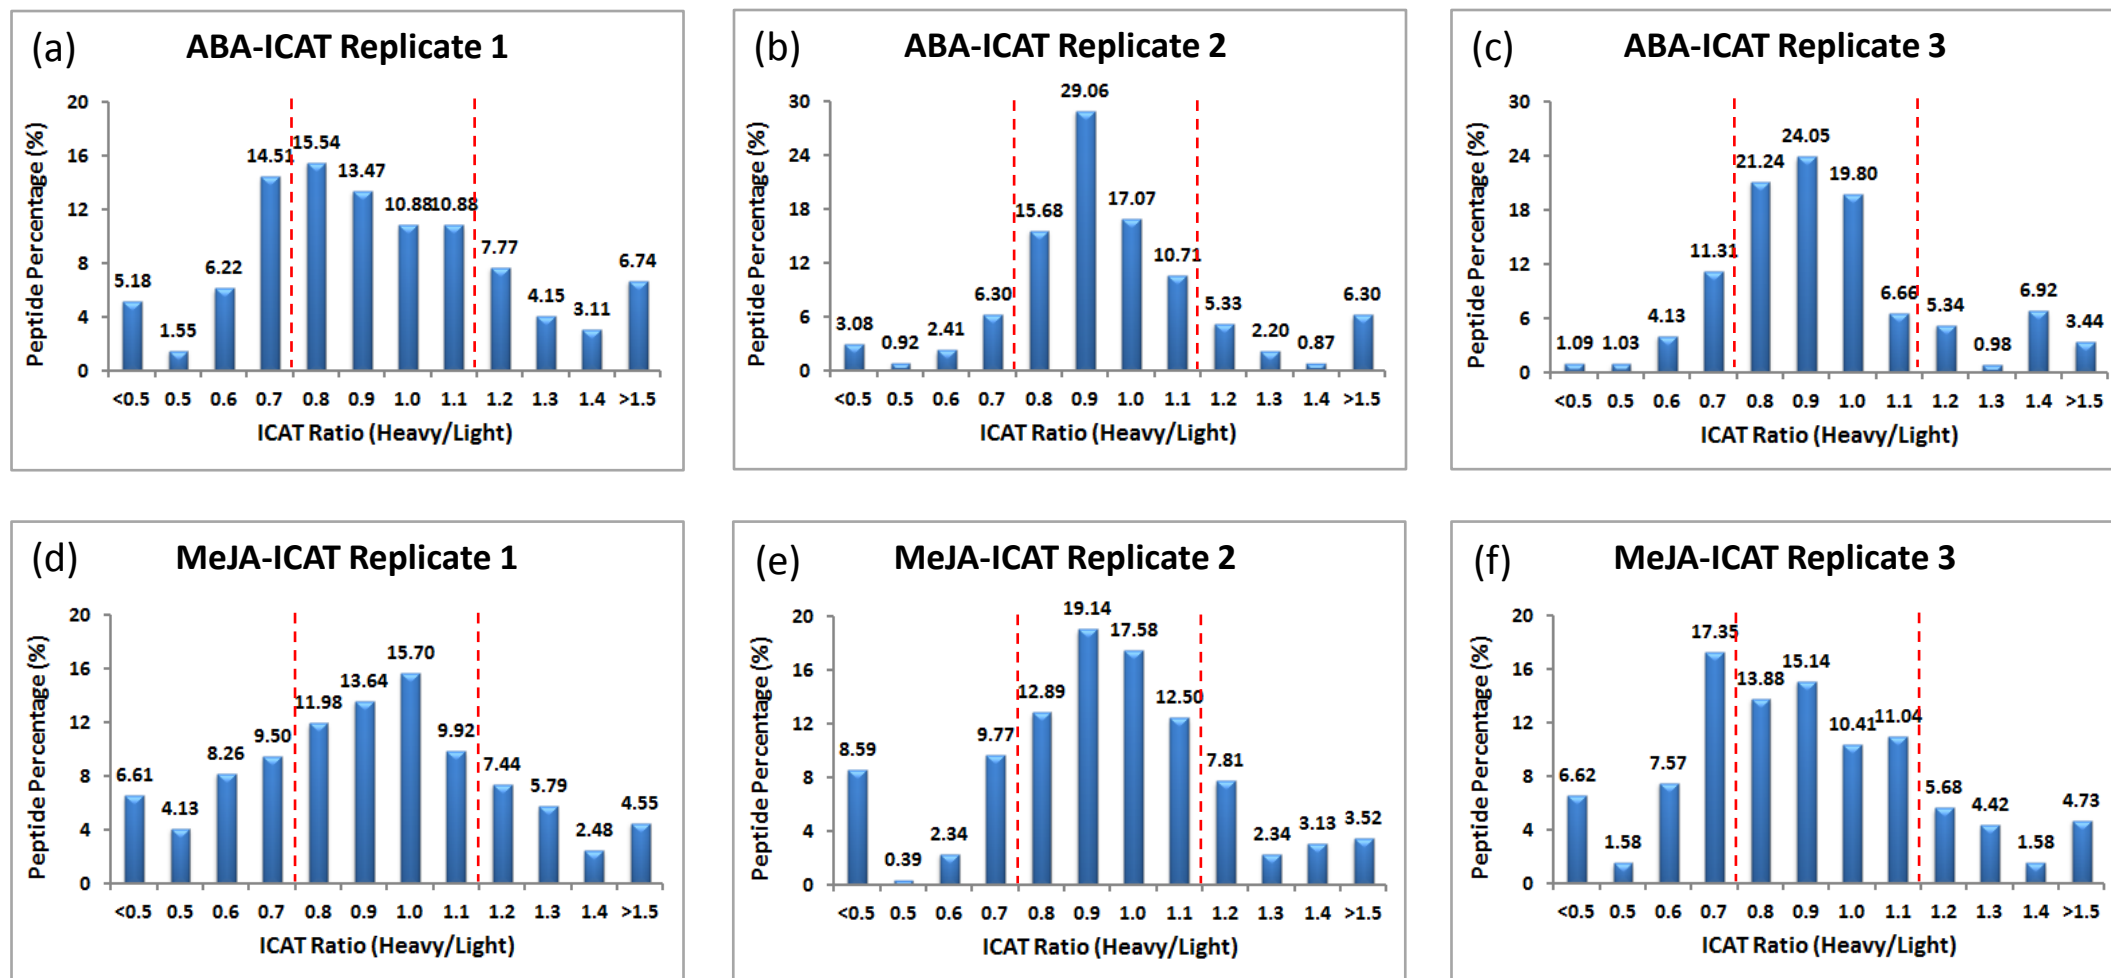 (a) ABA-ICAT Replicate 1
Peptide Percentage (%)
20
16
12
8
4
0
5.18 1.55 6.22 14.51 15.54 13.47 10.88 10.88 7.77 4.15 3.11 6.74
<0.5 0.5 0.6 0.7 0.8 0.9 1.0 1.1 1.2 1.3 1.4 >1.5
ICAT Ratio (Heavy/Light)
(b) ABA-ICAT Replicate 2
Peptide Percentage (%)
30
24
18
12
6
0
3.08 0.92 2.41 6.30 15.68 29.06 17.07 10.71 5.33 2.20 0.87 6.30
<0.5 0.5 0.6 0.7 0.8 0.9 1.0 1.1 1.2 1.3 1.4 >1.5
ICAT Ratio (Heavy/Light)
(c) ABA-ICAT Replicate 3
Peptide Percentage (%)
30
24
18
12
6
0
1.09 1.03 4.13 11.31 21.24 24.05 19.80 6.66 5.34 0.98 6.92 3.44
<0.5 0.5 0.6 0.7 0.8 0.9 1.0 1.1 1.2 1.3 1.4 >1.5
ICAT Ratio (Heavy/Light)
(d) MeJA-ICAT Replicate 1
Peptide Percentage (%)
20
16
12
8
4
0
6.61 4.13 8.26 9.50 11.98 13.64 15.70 9.92 7.44 5.79 2.48 4.55
<0.5 0.5 0.6 0.7 0.8 0.9 1.0 1.1 1.2 1.3 1.4 >1.5
ICAT Ratio (Heavy/Light)
(e) MeJA-ICAT Replicate 2
Peptide Percentage (%)
20
16
12
8
4
0
8.59 0.39 2.34 9.77 12.89 19.14 17.58 12.50 7.81 2.34 3.13 3.52
<0.5 0.5 0.6 0.7 0.8 0.9 1.0 1.1 1.2 1.3 1.4 >1.5
ICAT Ratio (Heavy/Light)
(f) MeJA-ICAT Replicate 3
Peptide Percentage (%)
20
16
12
8
4
0
6.62 1.58 7.57 17.35 13.88 15.14 10.41 11.04 5.68 4.42 1.58 4.73
<0.5 0.5 0.6 0.7 0.8 0.9 1.0 1.1 1.2 1.3 1.4 >1.5
ICAT Ratio (Heavy/Light)